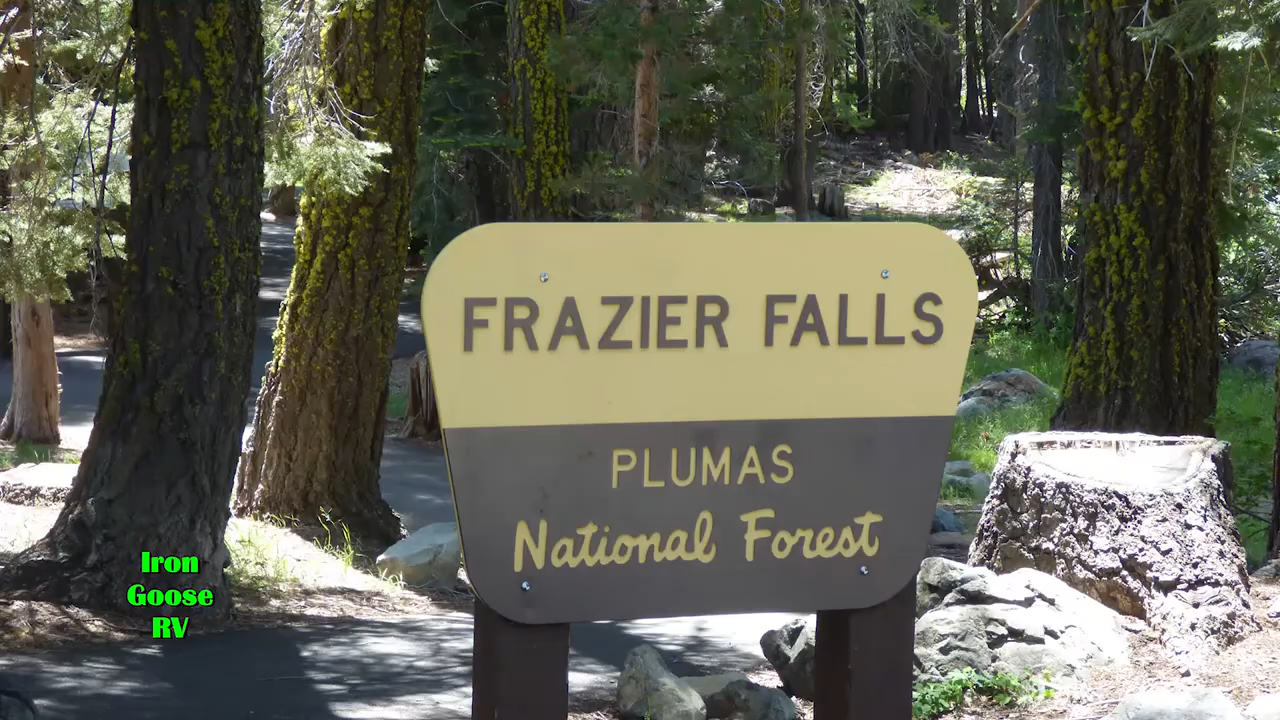 FRAZIER FALLS
PLUMAS
National Forest
Iron
Goose
RV